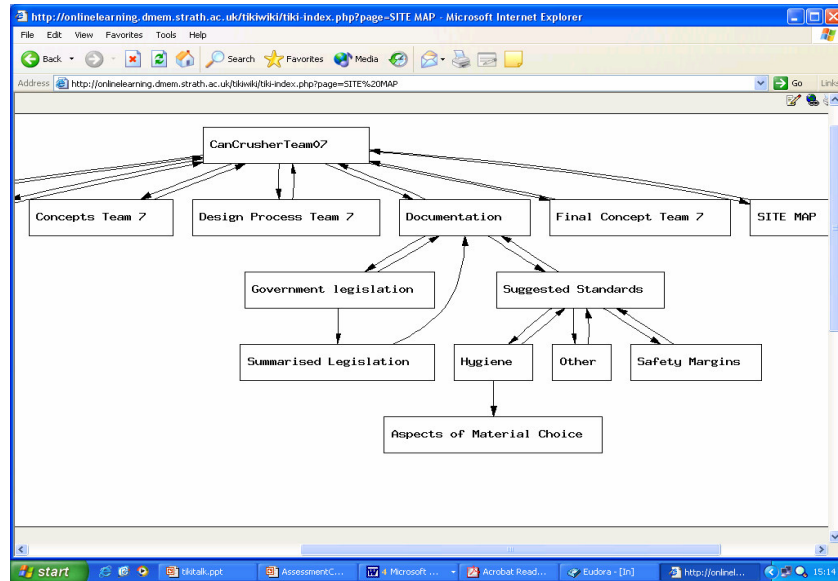 http://onlinelearning.dmem.strath.ac.uk/tikiwiki/tiki-index.php?page=SITE MAP - Microsoft Internet Explorer
File Edit View Favorites Tools Help
Back Search Favorites Media
Address http://onlinelearning.dmem.strath.ac.uk/tikiwiki/tiki-index.php?page=SITE%20MAP Go Links
CanCrusherTeam07
Concepts Team 7 Design Process Team 7 Documentation Final Concept Team 7 SITE MAP
Government legislation Suggested Standards
Summarised Legislation Hygiene Other Safety Margins
Aspects of Material Choice
start tikitalk.ppt AssessmentC... 4 Microsoft ... Acrobat Read... Eudora - [In] http://onlinel...